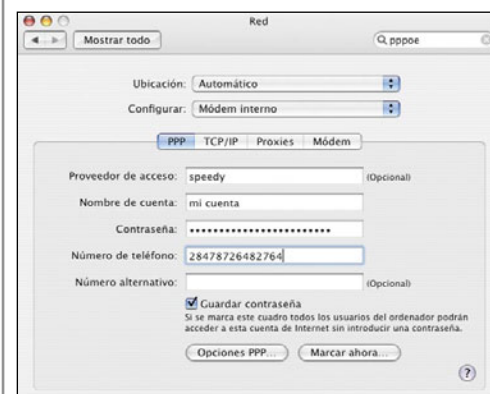 Red
Mostrar todo
pppoe
Ubicación: Automático
Configurar: Módem interno
PPP TCP/IP Proxies Módem
Proveedor de acceso: speedy (Opcional)
Nombre de cuenta: mi cuenta
Contraseña: ••••••••••••••••••••••••
Número de teléfono: 28478726482764
Número alternativo: (Opcional)
Guardar contraseña
Si se marca este cuadro todos los usuarios del ordenador podrán
acceder a esta cuenta de Internet sin introducir una contraseña.
Opciones PPP... Marcar ahora...
?